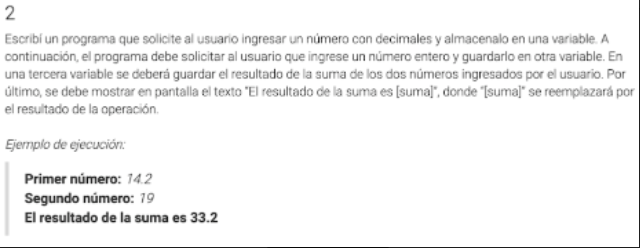 2
Escribí un programa que solicite al usuario ingresar un número con decimales y almacenalo en una variable. A
continuación, el programa debe solicitar al usuario que ingrese un número entero y guardarlo en otra variable. En
una tercera variable se deberá guardar el resultado de la suma de los dos números ingresados por el usuario. Por
último, se debe mostrar en pantalla el texto "El resultado de la suma es [suma]", donde "[suma]" se reemplazará por
el resultado de la operación.
Ejemplo de ejecución:
Primer número: 14.2
Segundo número: 19
El resultado de la suma es 33.2